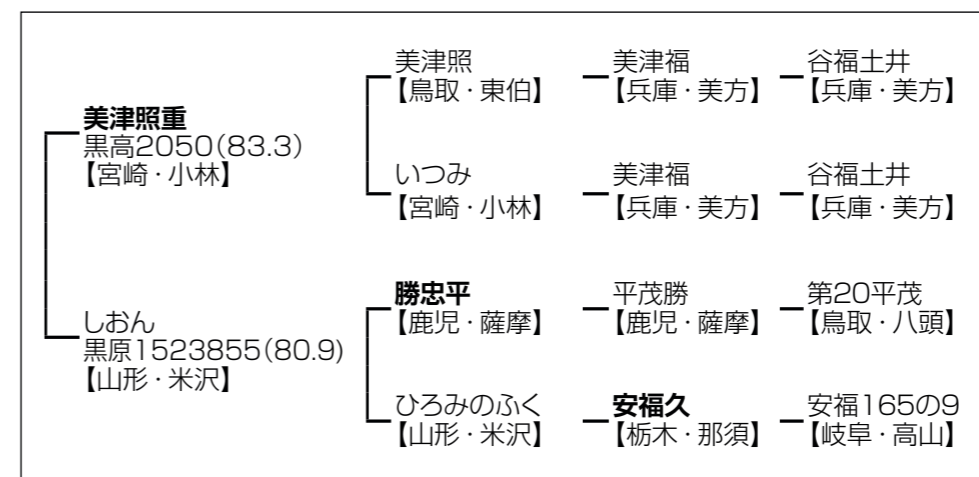 美津照重
黒高2050(83.3)
【宮崎・小林】
美津照
【鳥取・東伯】
美津福
【兵庫・美方】
谷福土井
【兵庫・美方】
いつみ
【宮崎・小林】
美津福
【兵庫・美方】
谷福土井
【兵庫・美方】
しおん
黒原1523855(80.9)
【山形・米沢】
勝忠平
【鹿児・薩摩】
平茂勝
【鹿児・薩摩】
第20平茂
【鳥取・八頭】
ひろみのふく
【山形・米沢】
安福久
【栃木・那須】
安福165の9
【岐阜・高山】